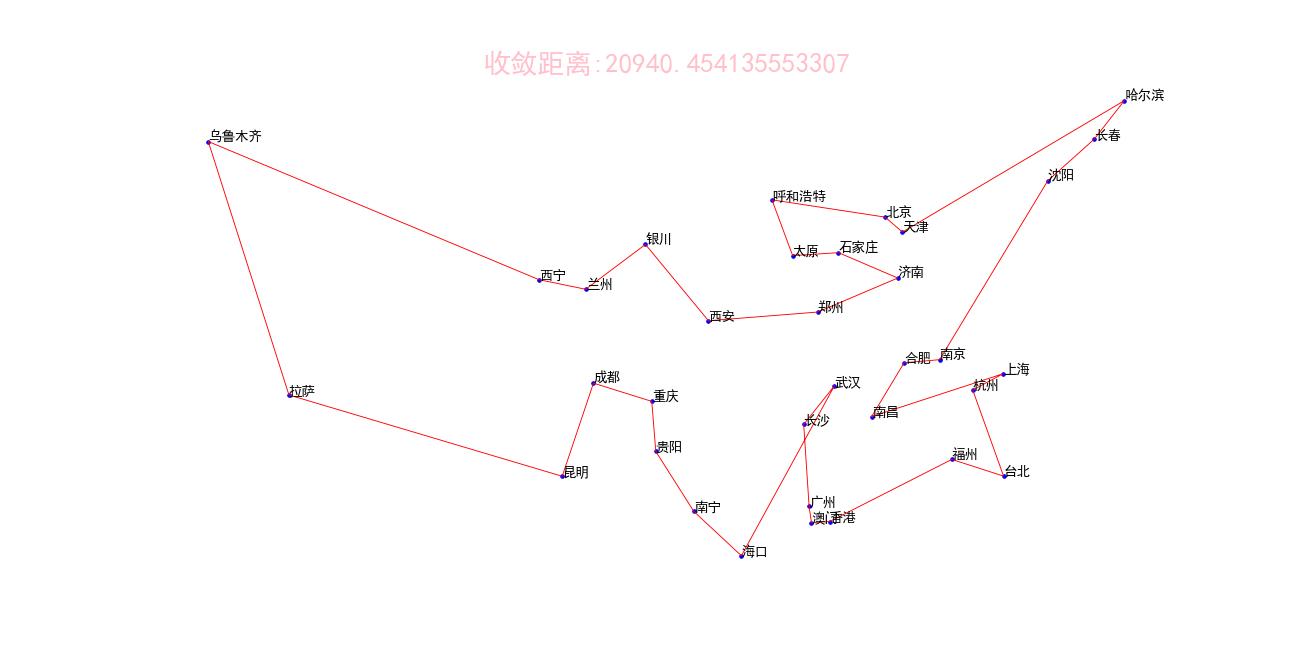 收敛距离:20940.454135553307
哈尔滨
乌鲁木齐
长春
沈阳
呼和浩特
北京
天津
银川
太原
石家庄
济南
西宁
兰州
西安
郑州
合肥
南京
上海
成都
武汉
杭州
拉萨
重庆
南昌
长沙
贵阳
福州
昆明
台北
南宁
广州
澳门
香港
海口